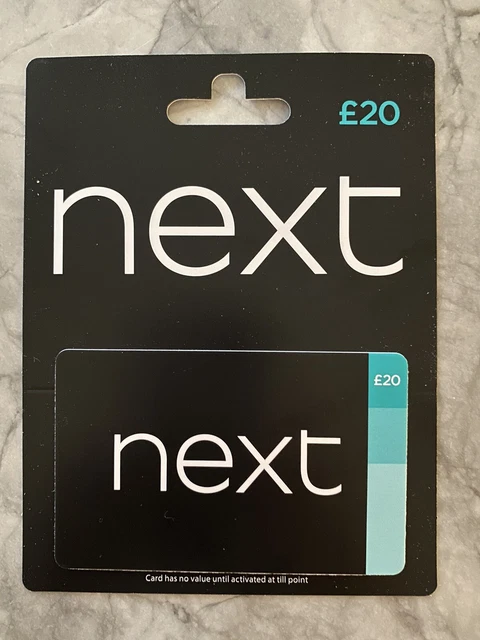 £20
next
£20
next
Card has no value until activated at till point